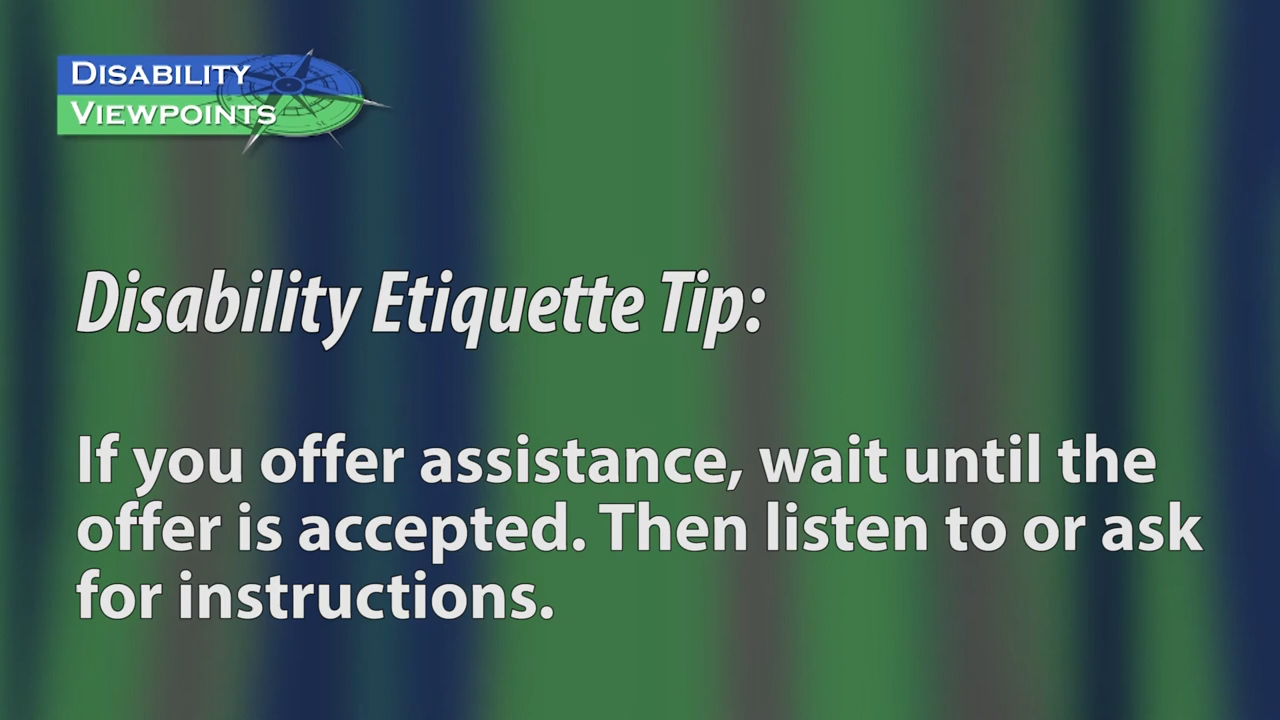 Disability
Viewpoints
Disability Etiquette Tip:
If you offer assistance, wait until the
offer is accepted. Then listen to or ask
for instructions.